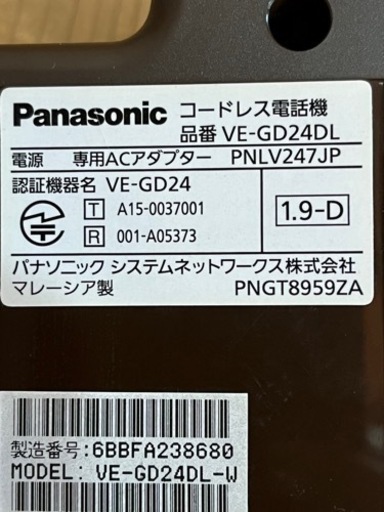 Panasonic コードレス電話機
品番 VE-GD24DL
電源 専用ACアダプター PNLV247JP
認証機器名 VE-GD24
T A15-0037001
R 001-A05373
1.9-D
パナソニック システムネットワークス株式会社
マレーシア製 PNGT8959ZA
製造番号:6BBFA238680
MODEL: VE-GD24DL-W